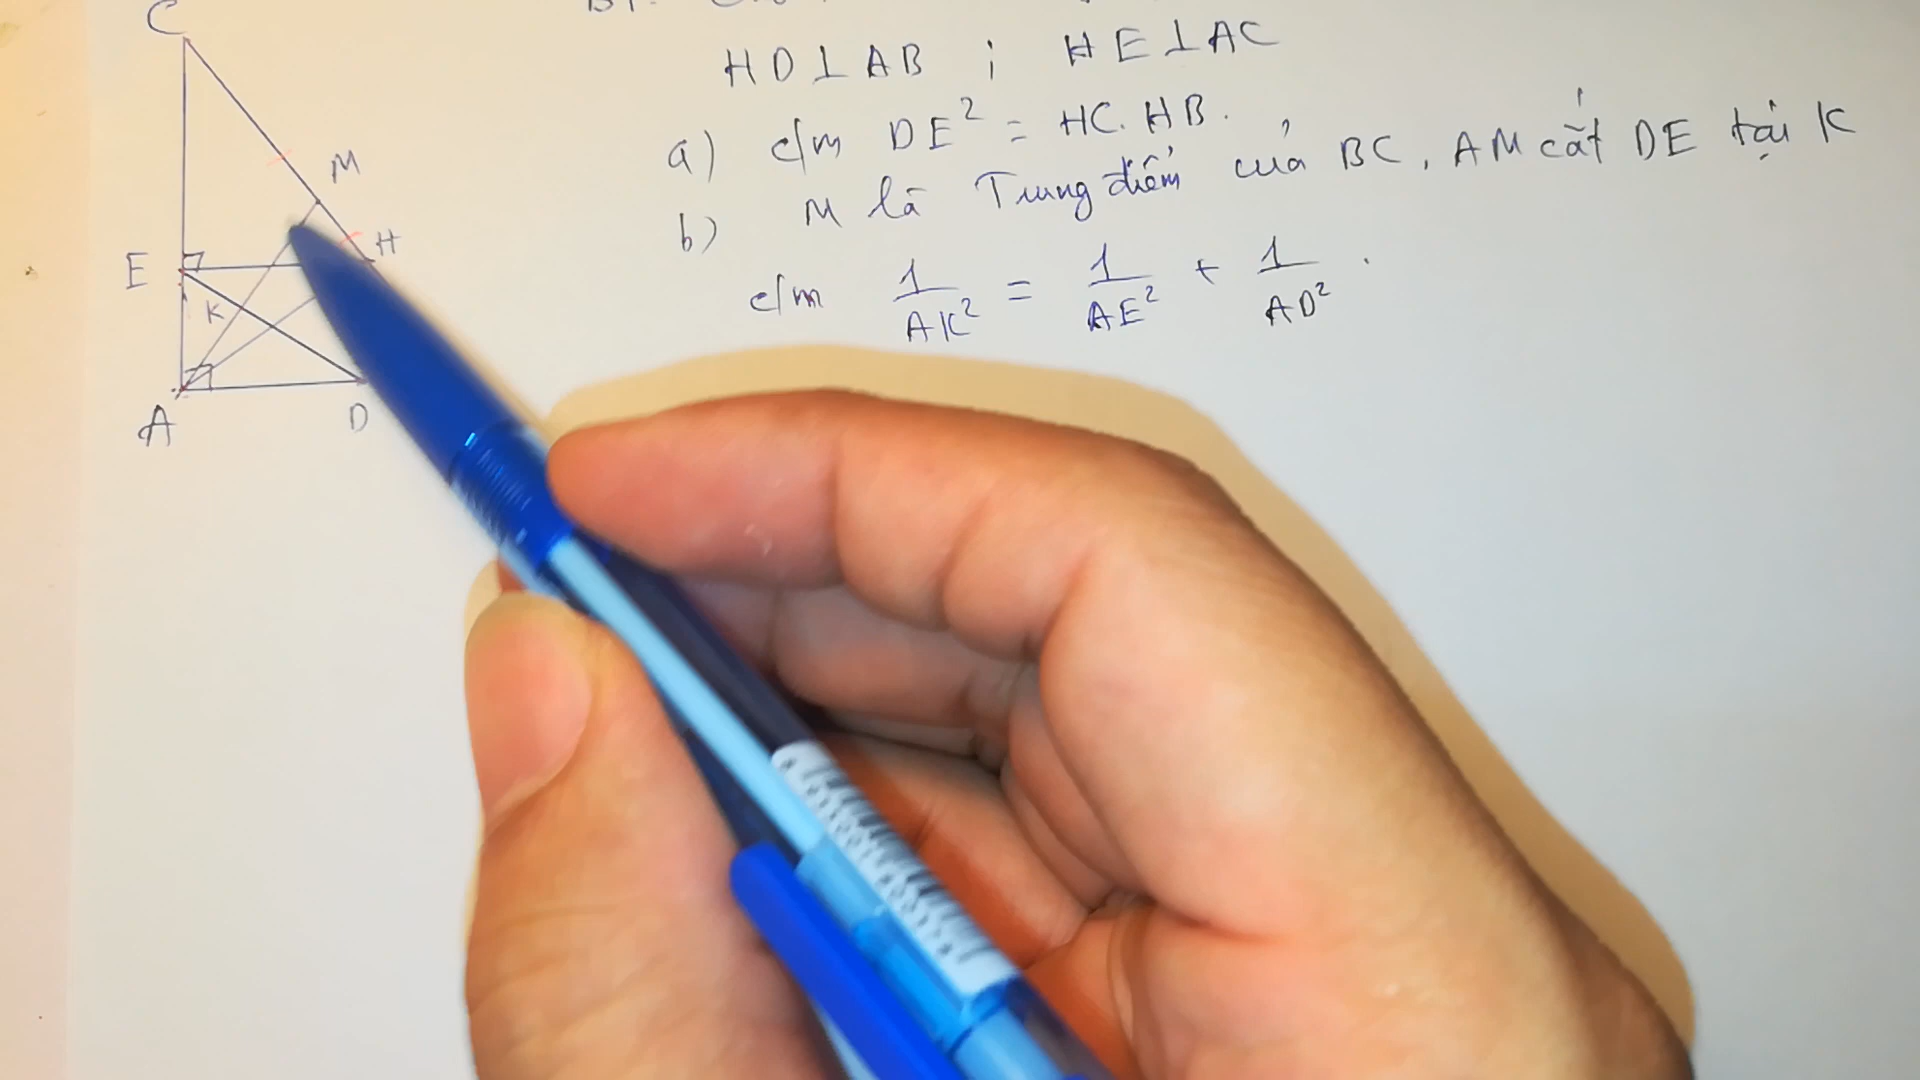 HD⊥AB ; HE⊥AC
a) c/m DE² = HC. HB.
b) M là Trung điểm của BC, AM cắt DE tại K
c/m 1/AK² = 1/AE² + 1/AD².
C
M
H
E
K
A
D